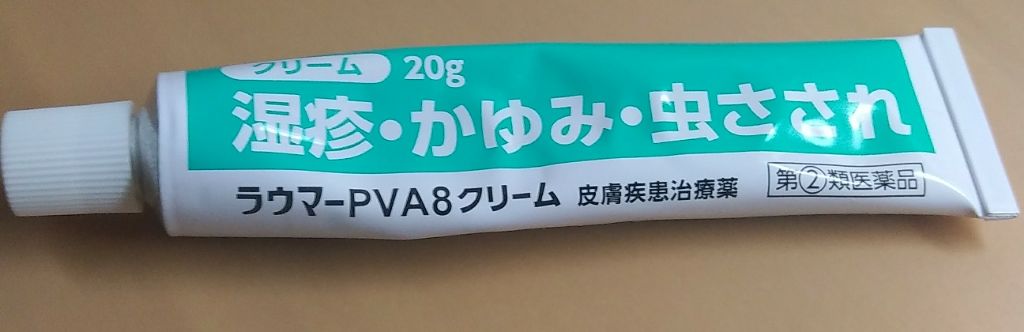 クリーム 20g
湿疹・かゆみ・虫さされ
ラウマーPVA8クリーム 皮膚疾患治療薬 第②類医薬品